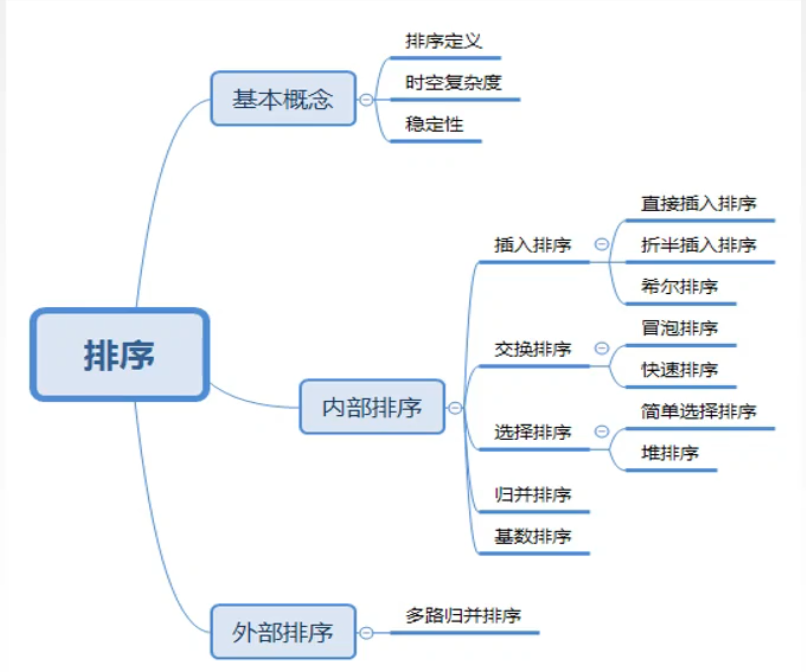 排序
基本概念
排序定义
时空复杂度
稳定性
内部排序
插入排序
直接插入排序
折半插入排序
希尔排序
交换排序
冒泡排序
快速排序
选择排序
简单选择排序
堆排序
归并排序
基数排序
外部排序
多路归并排序